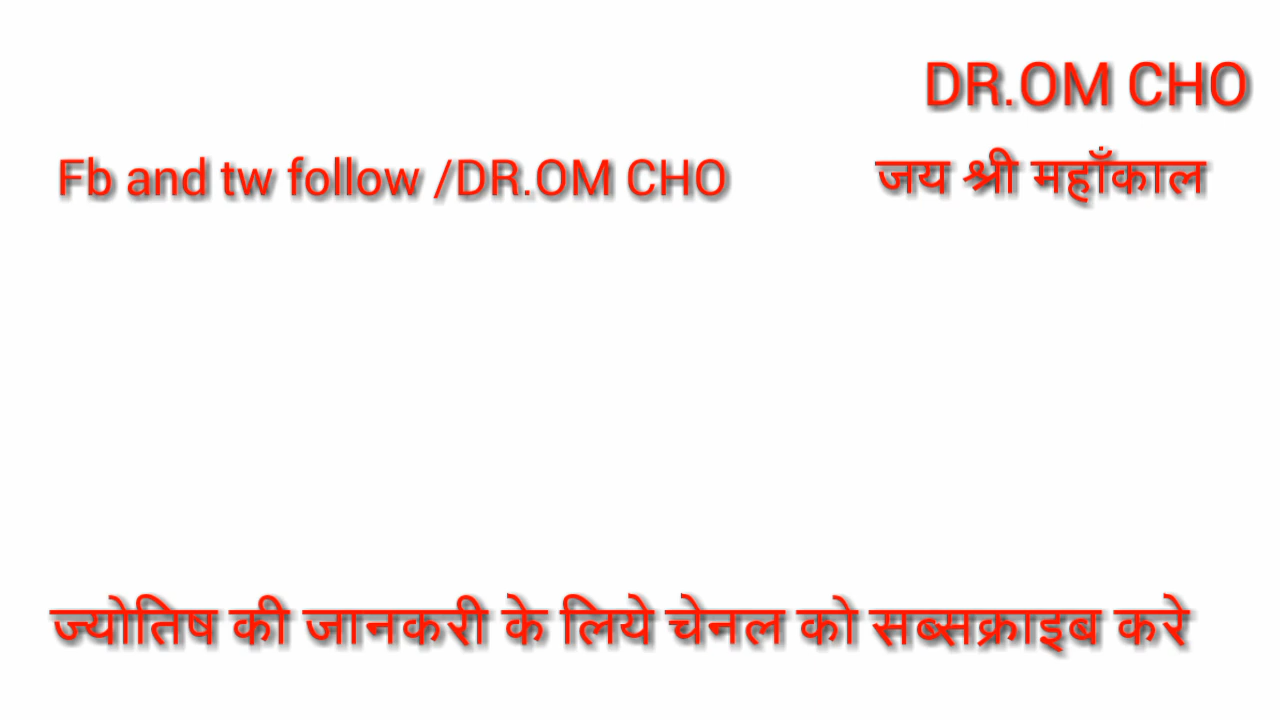 DR.OM CHO
Fb and tw follow /DR.OM CHO
जय श्री महाँकाल
ज्योतिष की जानकरी के लिये चेनल को सब्सक्राइब करे